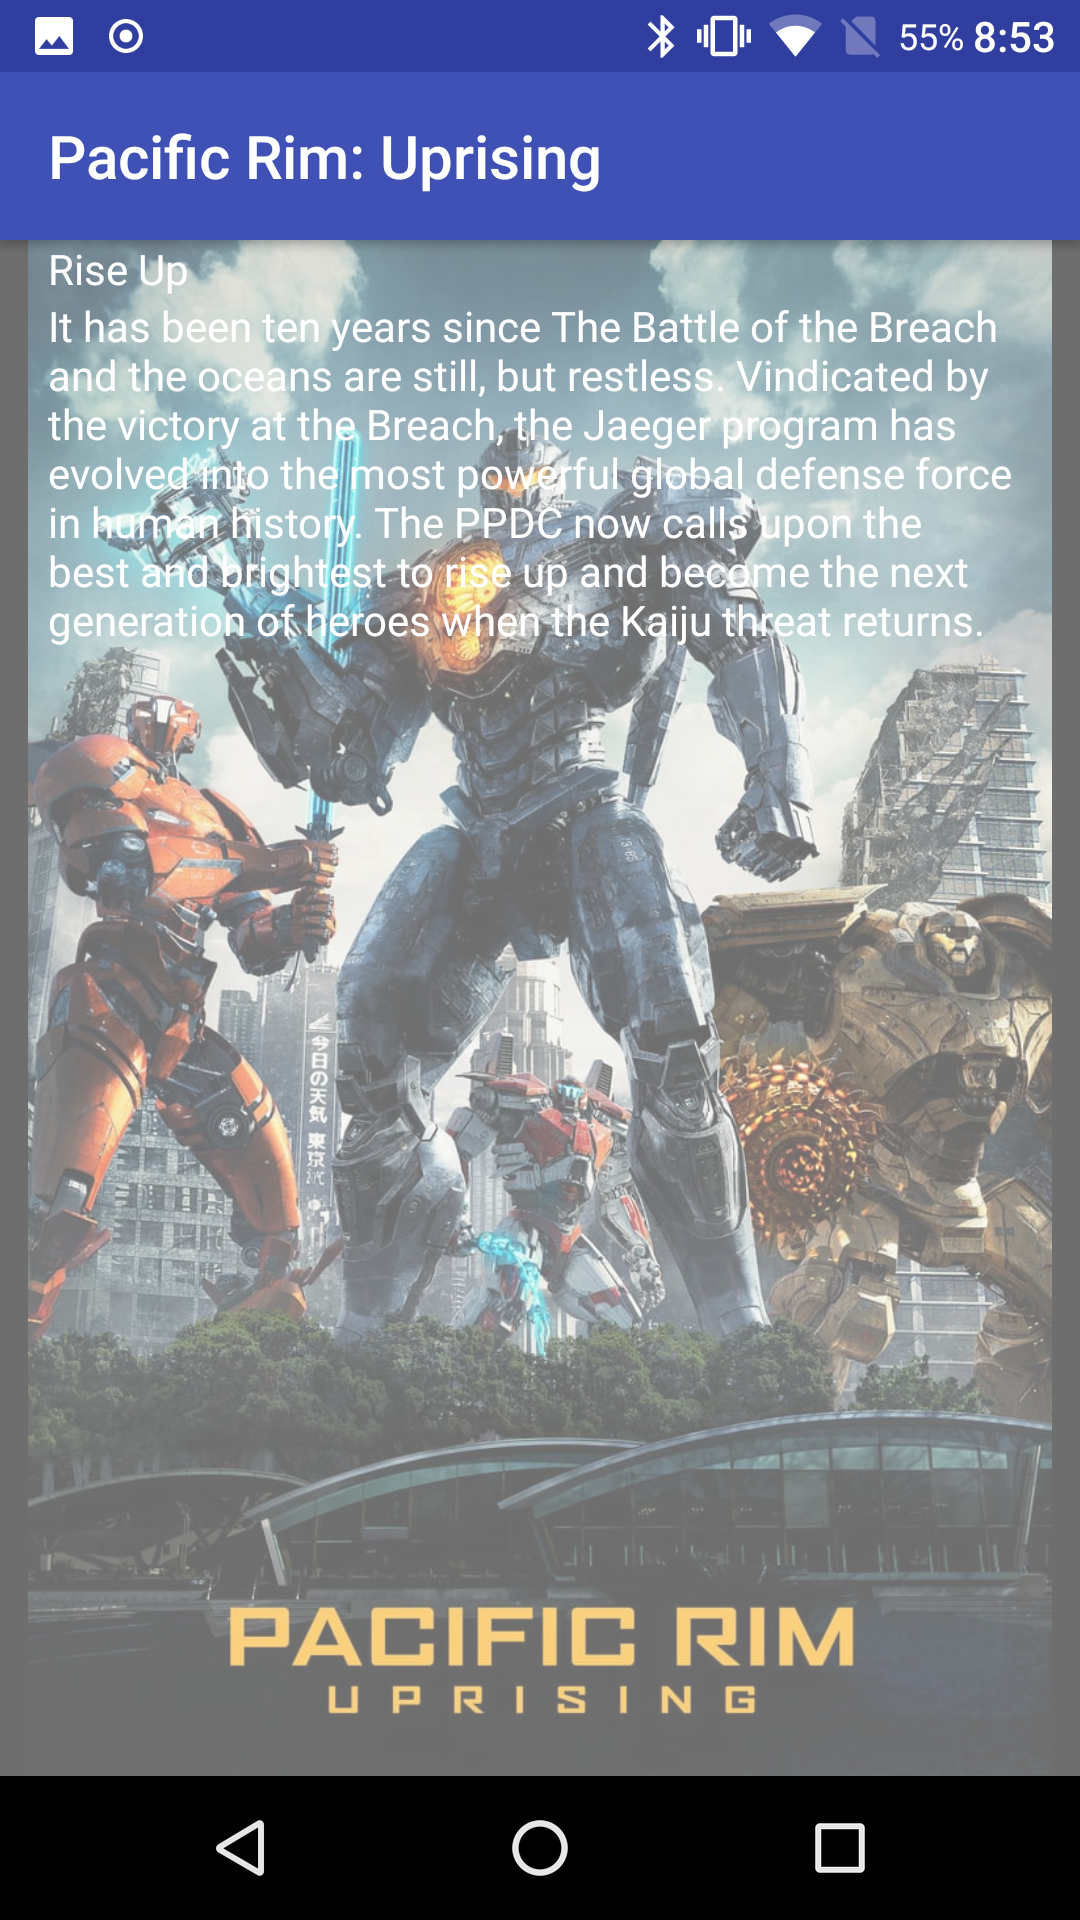 55% 8:53
Pacific Rim: Uprising
Rise Up
It has been ten years since The Battle of the Breach
and the oceans are still, but restless. Vindicated by
the victory at the Breach, the Jaeger program has
evolved into the most powerful global defense force
in human history. The PPDC now calls upon the
best and brightest to rise up and become the next
generation of heroes when the Kaiju threat returns.
今日の天気
東京
PACIFIC RIM
UPRISING